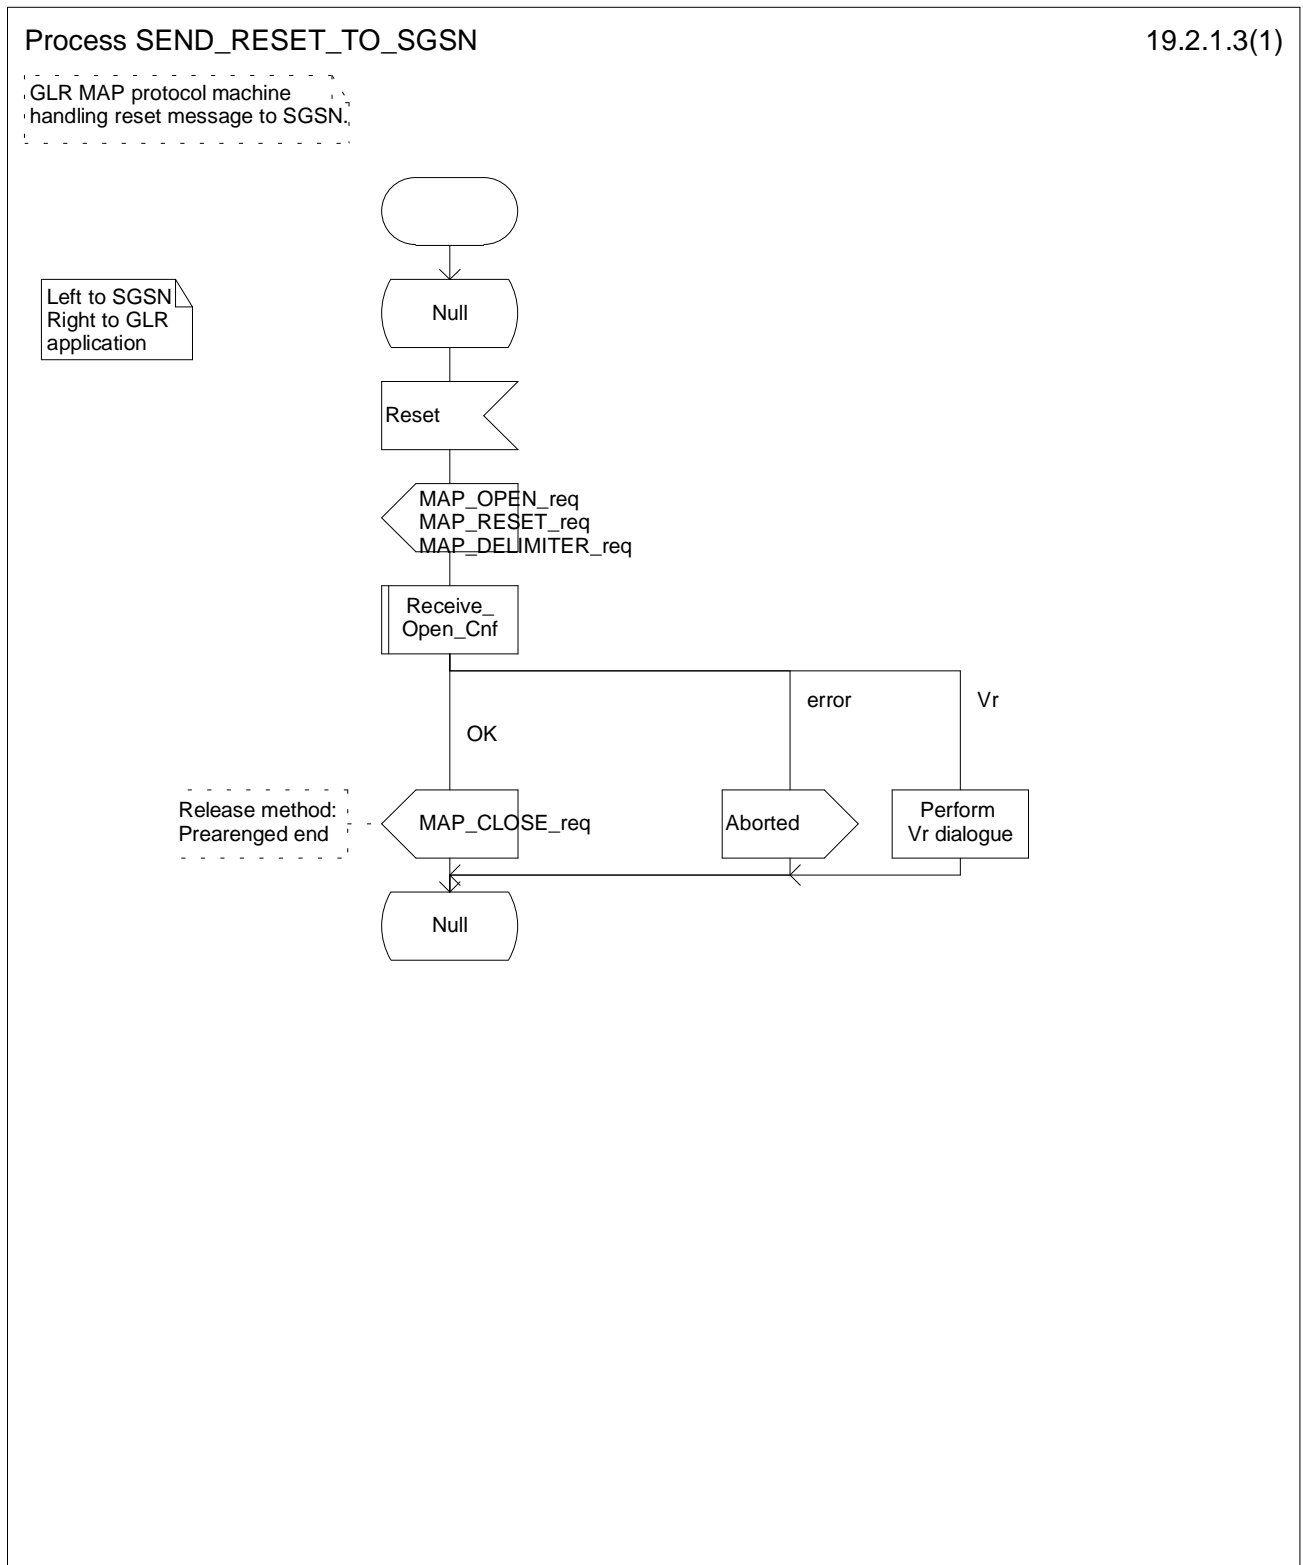 Process SEND_RESET_TO_SGSN
19.2.1.3(1)
GLR MAP protocol machine
handling reset message to SGSN.
Left to SGSN
Right to GLR
application
Null
Reset
MAP_OPEN_req
MAP_RESET_req
MAP_DELIMITER_req
Receive_
Open_Cnf
error
Vr
OK
Release method:
Prearenged end
MAP_CLOSE_req
Aborted
Perform
Vr dialogue
Null